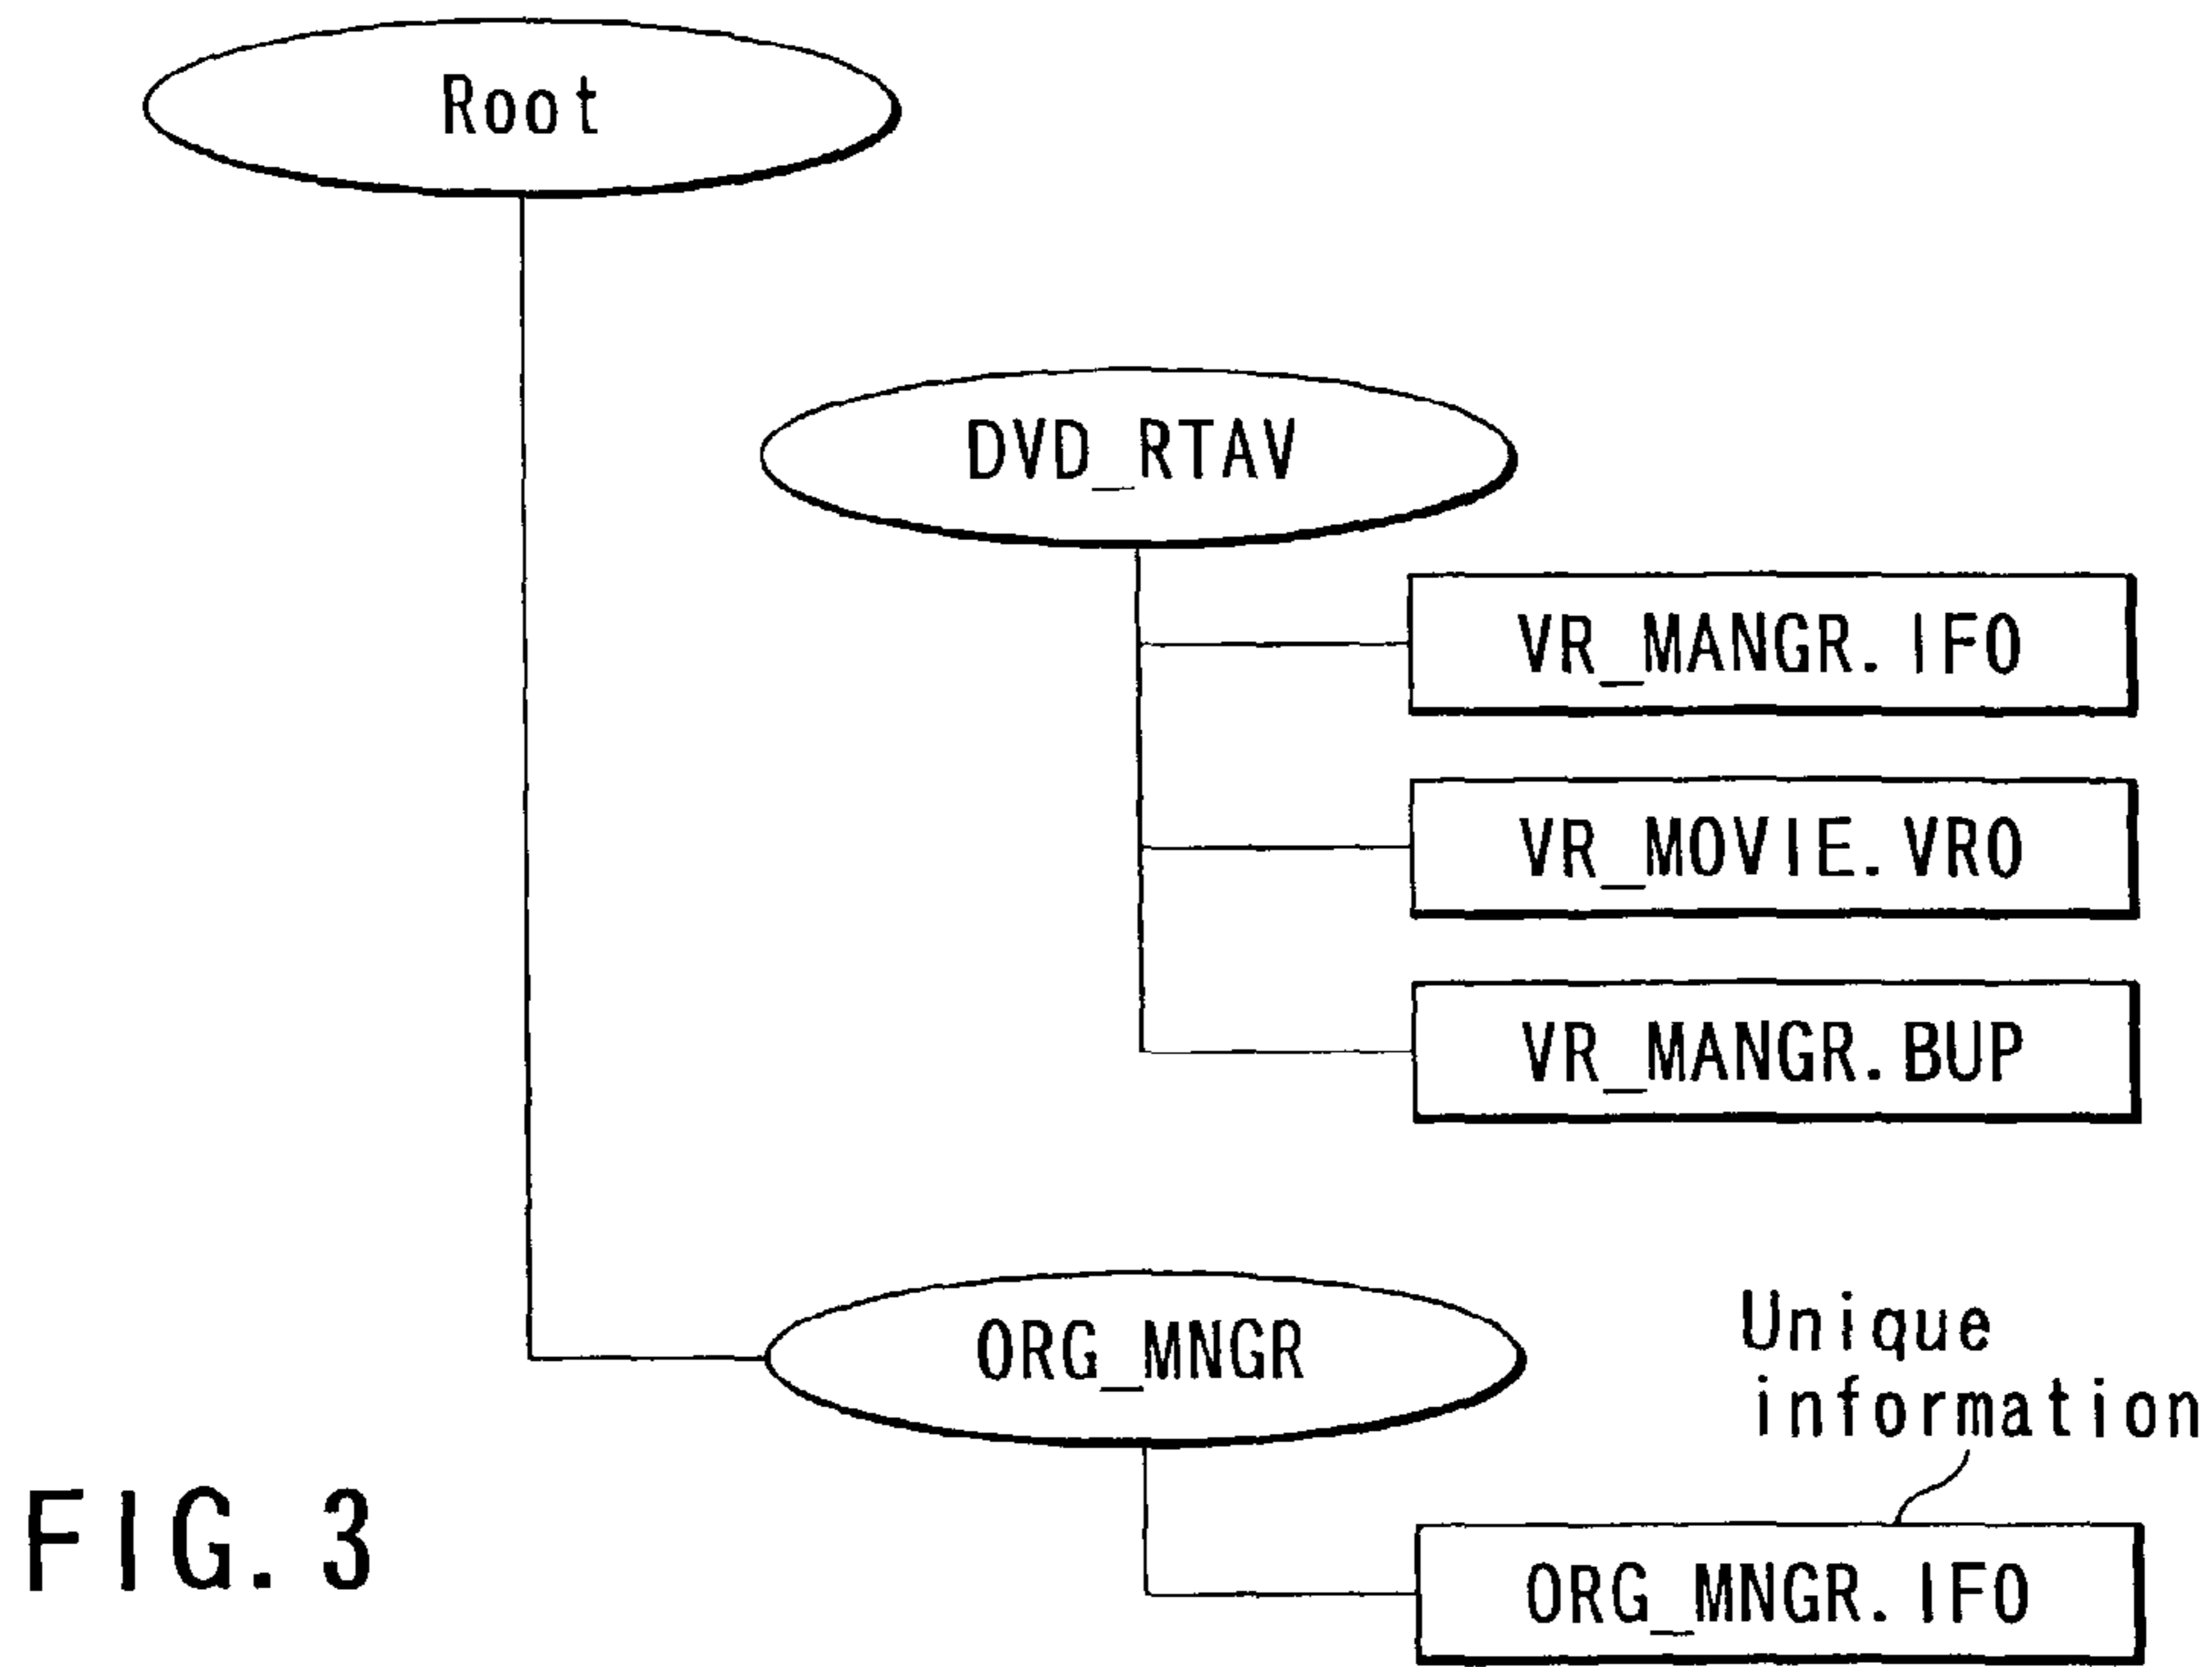 Root
DVD_RTAV
VR_MANGR.IFO
VR_MOVIE.VRO
VR_MANGR.BUP
ORG_MNGR
Unique
information
ORG_MNGR.IFO
FIG. 3